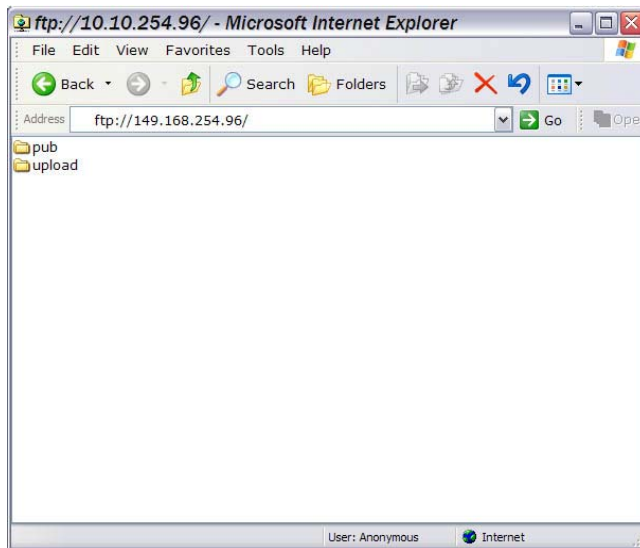 ftp://10.10.254.96/ - Microsoft Internet Explorer
File Edit View Favorites Tools Help
Back Search Folders
Address ftp://149.168.254.96/ Go Ope
pub
upload
User: Anonymous Internet